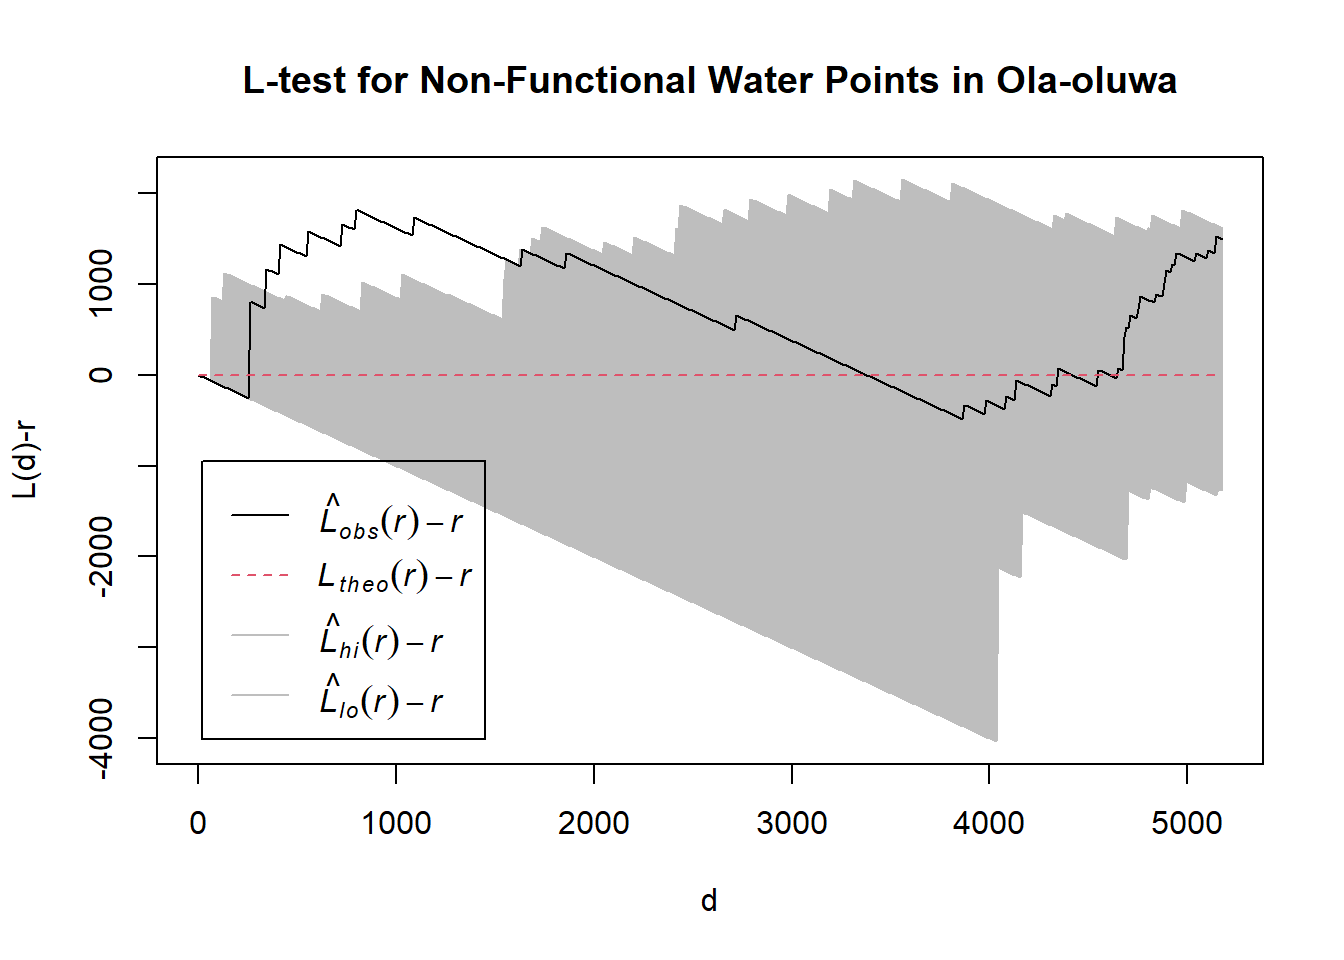 L-test for Non-Functional Water Points in Ola-oluwa
L(d)-r
1000
0
-2000
-4000
L̂obs(r) − r
Ltheo(r) − r
L̂hi(r) − r
L̂lo(r) − r
0 1000 2000 3000 4000 5000
d